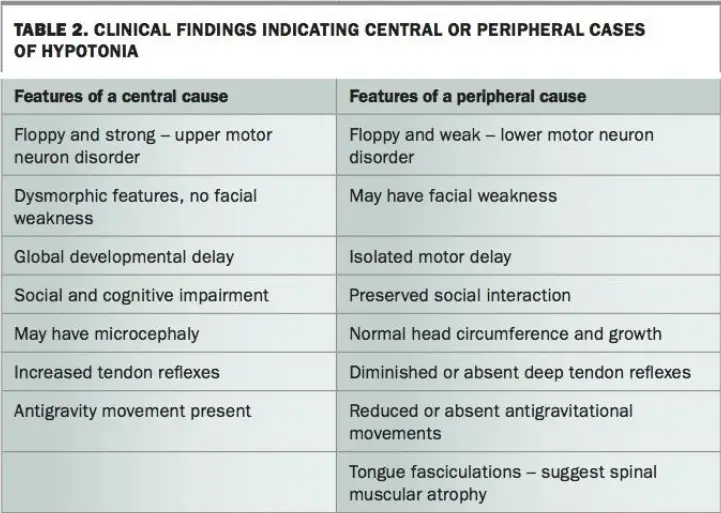 TABLE 2. CLINICAL FINDINGS INDICATING CENTRAL OR PERIPHERAL CASES
OF HYPOTONIA
Features of a central cause
Features of a peripheral cause
Floppy and strong – upper motor
neuron disorder
Floppy and weak – lower motor neuron
disorder
Dysmorphic features, no facial
weakness
May have facial weakness
Global developmental delay
Isolated motor delay
Social and cognitive impairment
Preserved social interaction
May have microcephaly
Normal head circumference and growth
Increased tendon reflexes
Diminished or absent deep tendon reflexes
Antigravity movement present
Reduced or absent antigravitational
movements
Tongue fasciculations – suggest spinal
muscular atrophy